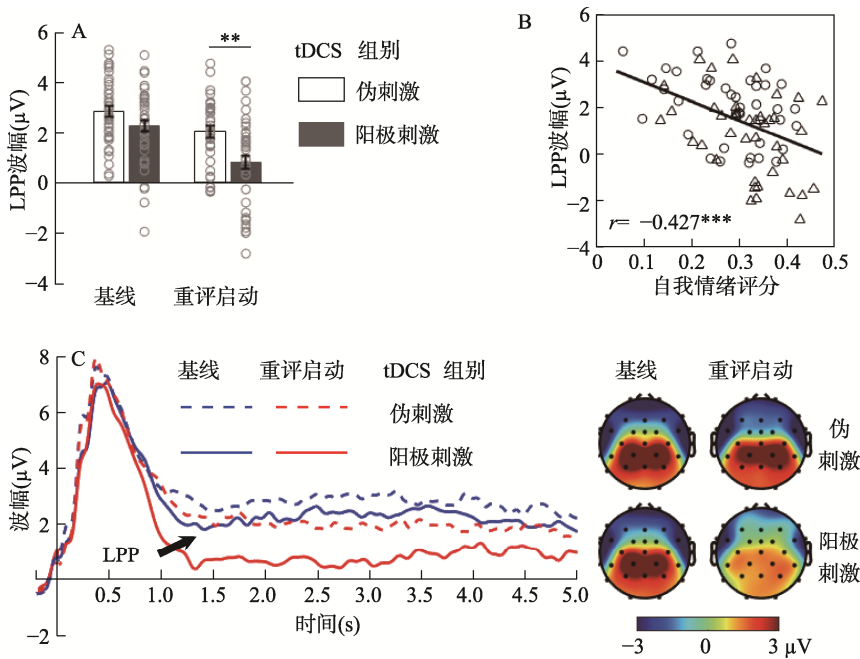 A
**
tDCS 组别
伪刺激
阳极刺激
LPP波幅(μV)
6
4
2
0
−2
−4
基线
重评启动
B
LPP波幅(μV)
6
4
2
0
−2
−4
r= −0.427***
0
0.1
0.2
0.3
0.4
0.5
自我情绪评分
C
波幅(μV)
8
6
4
2
−2
基线 重评启动 tDCS 组别
伪刺激
阳极刺激
LPP
0.5
1.0
1.5
2.0
2.5
3.0
3.5
4.0
4.5
5.0
时间(s)
基线 重评启动
伪
刺激
阳极
刺激
−3 0 3 μV